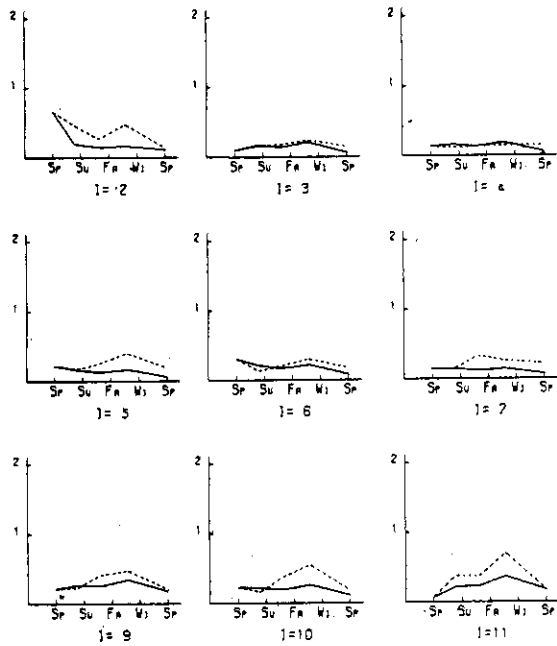 2
1
Sp Su Fa Wi Sp
I= 2
2
1
Sp Su Fa Wi Sp
I= 3
2
1
Sp Su Fa Wi Sp
I= 4
2
1
Sp Su Fa Wi Sp
I= 5
2
1
Sp Su Fa Wi Sp
I= 6
2
1
Sp Su Fa Wi Sp
I= 7
2
1
Sp Su Fa Wi Sp
I= 9
2
1
Sp Su Fa Wi Sp
I=10
2
1
Sp Su Fa Wi Sp
I=11